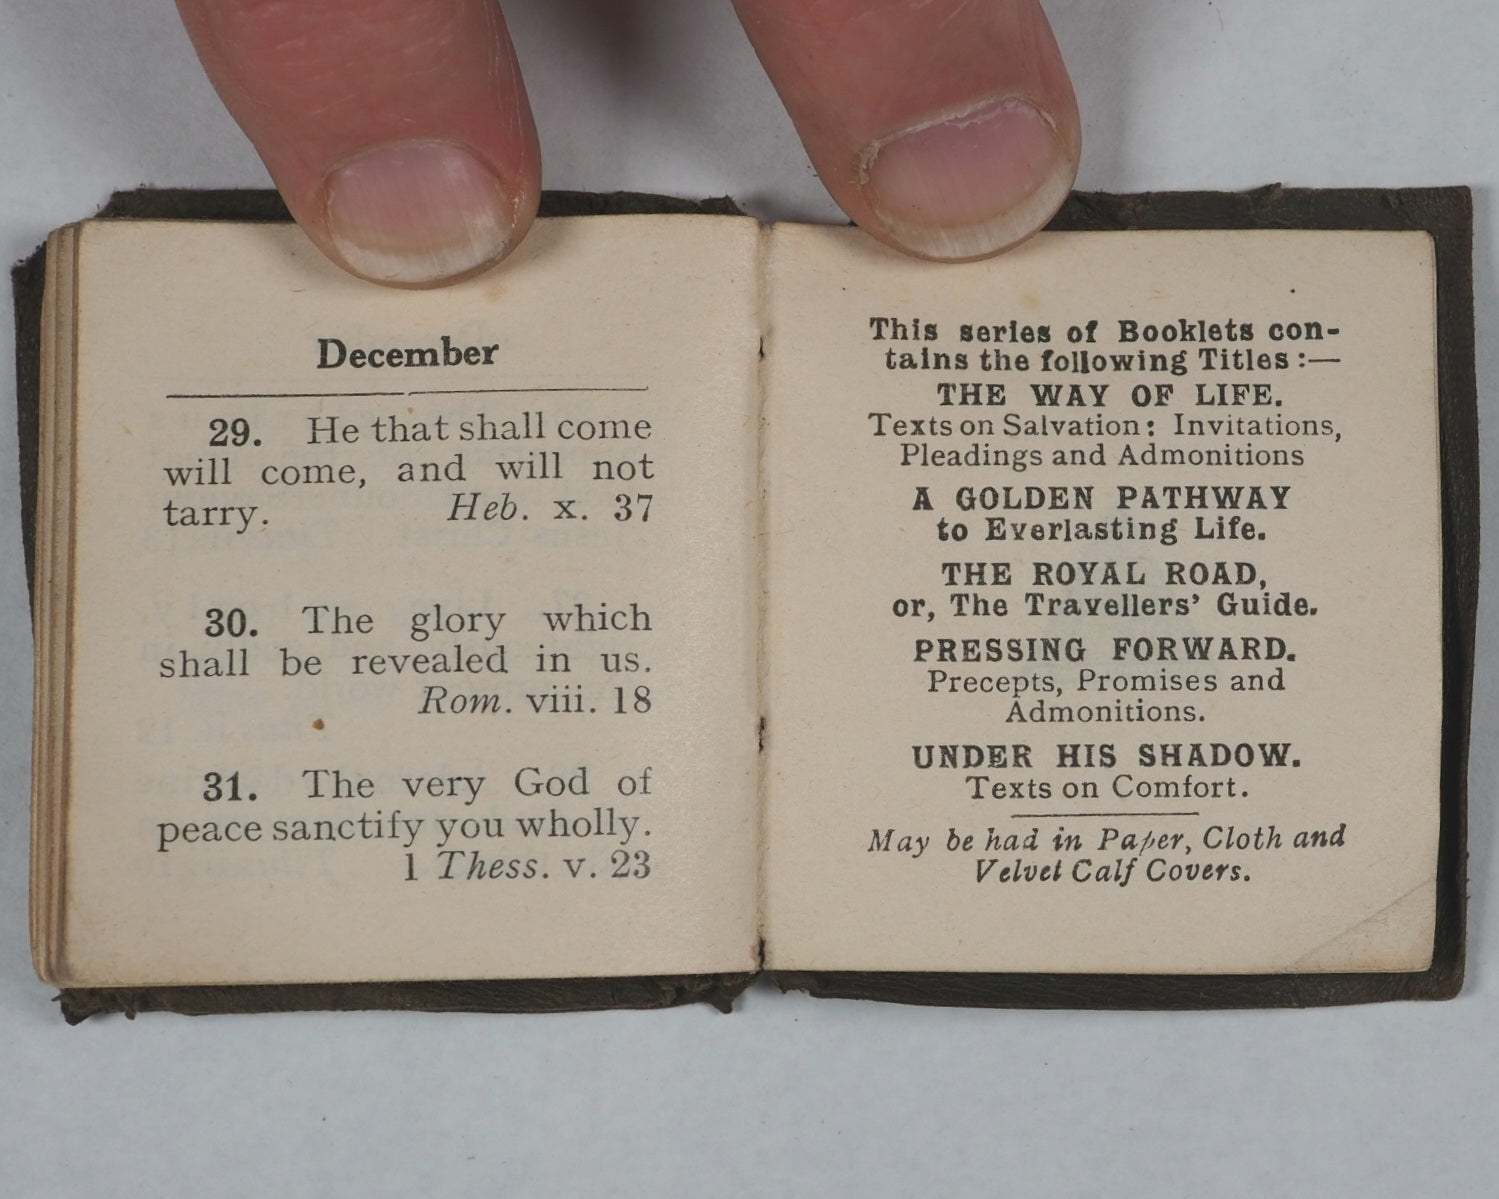 December
29. He that shall come
will come, and will not
tarry. Heb. x. 37
30. The glory which
shall be revealed in us.
Rom. viii. 18
31. The very God of
peace sanctify you wholly.
1 Thess. v. 23
This series of Booklets con-
tains the following Titles :—
THE WAY OF LIFE.
Texts on Salvation: Invitations,
Pleadings and Admonitions
A GOLDEN PATHWAY
to Everlasting Life.
THE ROYAL ROAD,
or, The Travellers' Guide.
PRESSING FORWARD.
Precepts, Promises and
Admonitions.
UNDER HIS SHADOW.
Texts on Comfort.
May be had in Paper, Cloth and
Velvet Calf Covers.